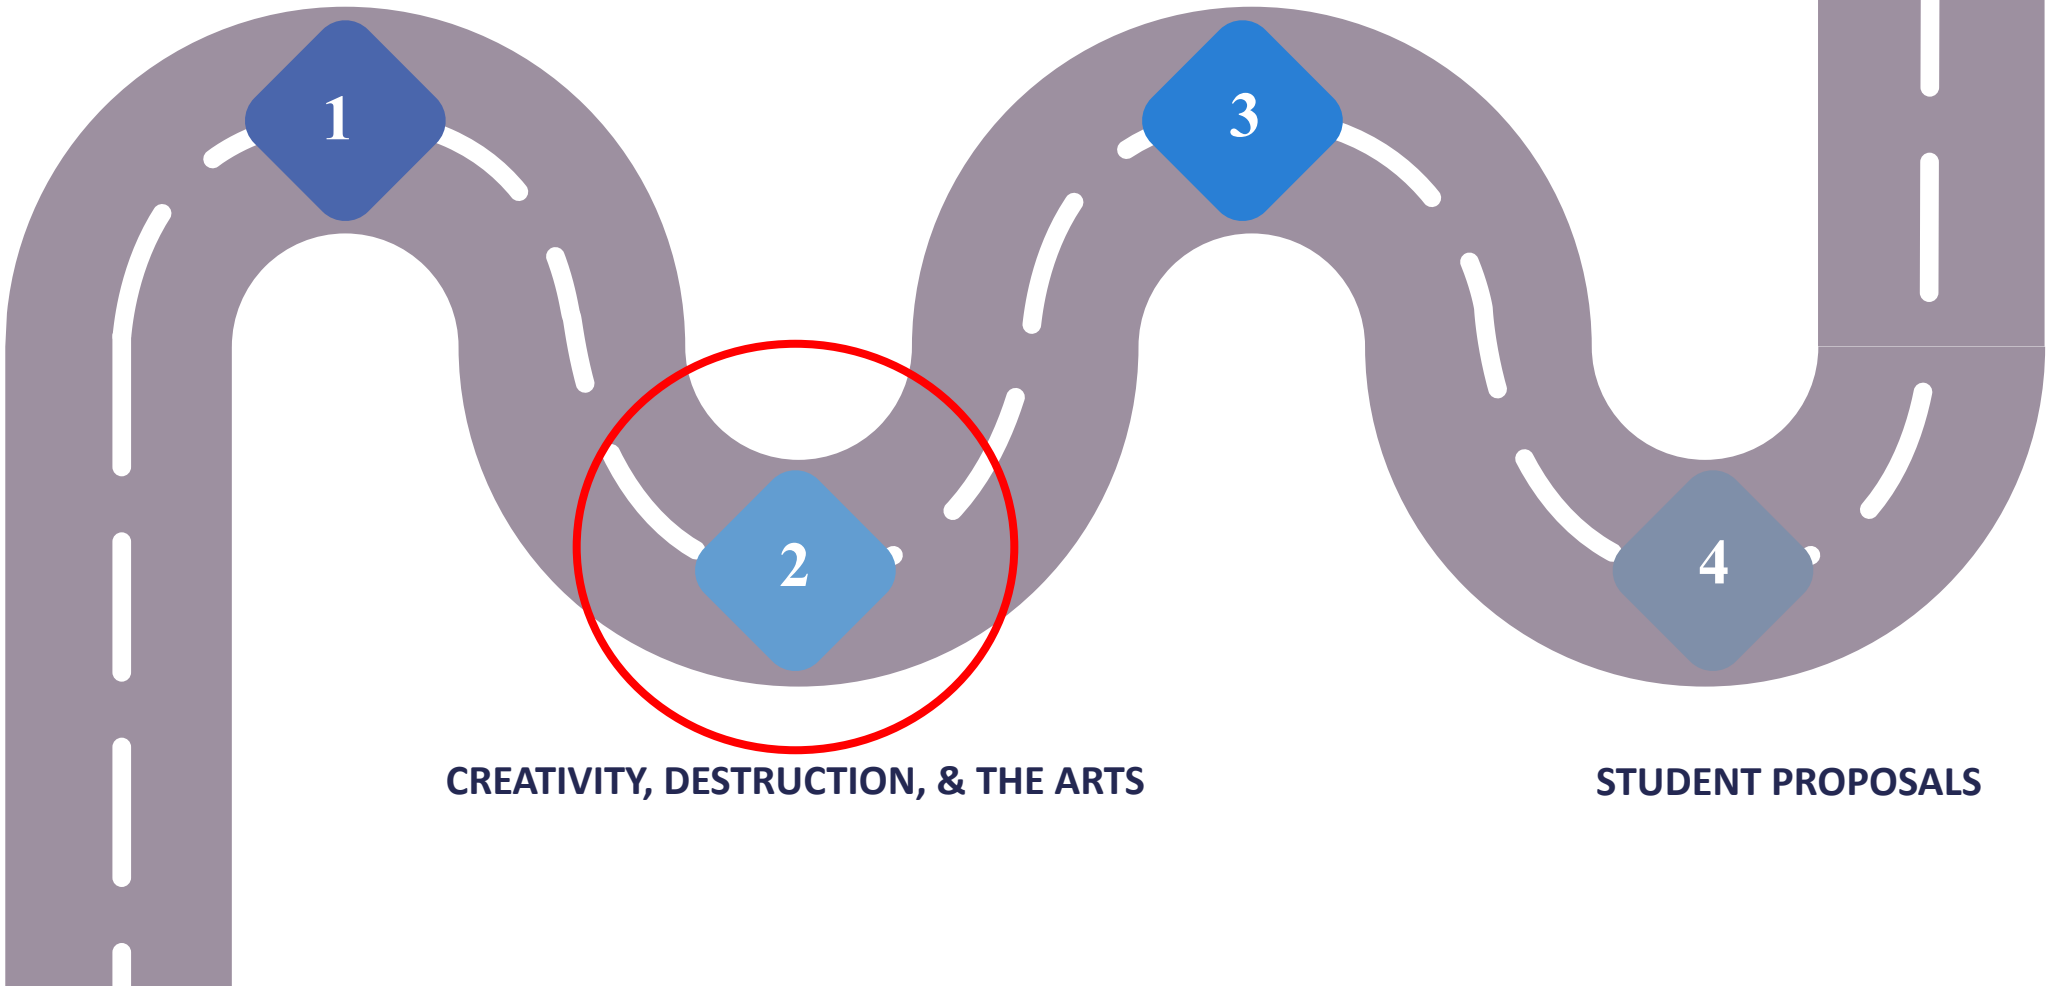 1
3
2
4
CREATIVITY, DESTRUCTION, & THE ARTS
STUDENT PROPOSALS